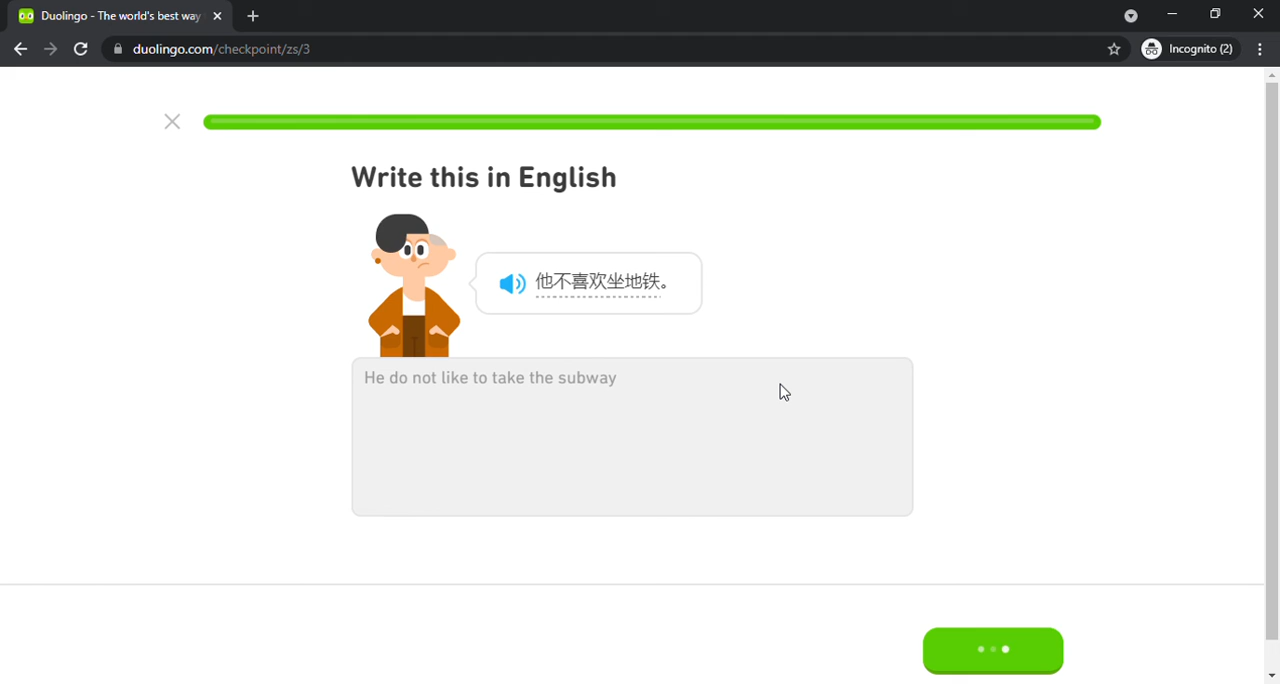 Duolingo - The world's best way
duolingo.com/checkpoint/zs/3
Incognito (2)
Write this in English
他不喜欢坐地铁。
He do not like to take the subway